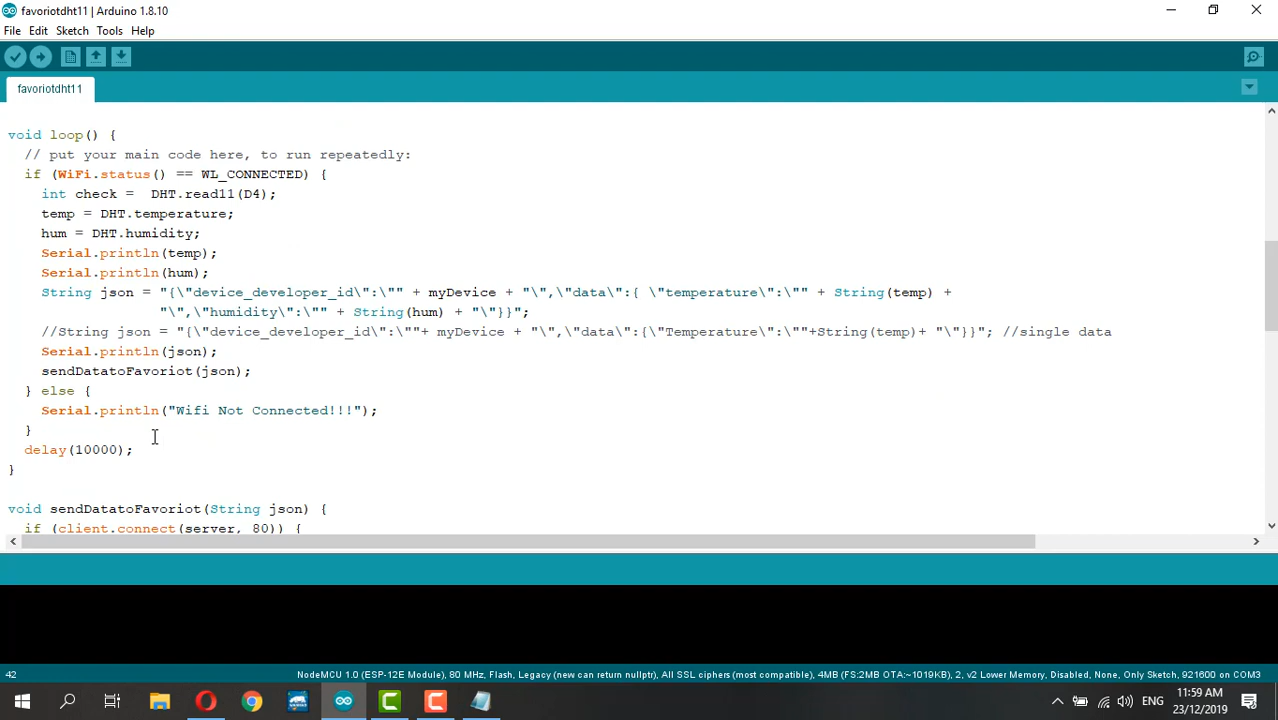 favoriotdht11 | Arduino 1.8.10
File Edit Sketch Tools Help
favoriotdht11
void loop() {
// put your main code here, to run repeatedly:
if (WiFi.status() == WL_CONNECTED) {
int check =  DHT.read11(D4);
temp = DHT.temperature;
hum = DHT.humidity;
Serial.println(temp);
Serial.println(hum);
String json = "{\"device_developer_id\":\"" + myDevice + "\",\"data\":{ \"temperature\":\"" + String(temp) +
"\",\"humidity\":\"" + String(hum) + "\"}}";
//String json = "{\"device_developer_id\":\""+ myDevice + "\",\"data\":{\"Temperature\":\""+String(temp)+ "\"}}"; //single data
Serial.println(json);
sendDatatoFavoriot(json);
} else {
Serial.println("Wifi Not Connected!!!");
}
delay(10000);
}
void sendDatatoFavoriot(String json) {
if (client.connect(server, 80)) {
42 NodeMCU 1.0 (ESP-12E Module), 80 MHz, Flash, Legacy (new can return nullptr), All SSL ciphers (most compatible), 4MB (FS:2MB OTA:~1019KB), 2, v2 Lower Memory, Disabled, None, Only Sketch, 921600 on COM3
ENG 11:59 AM
23/12/2019